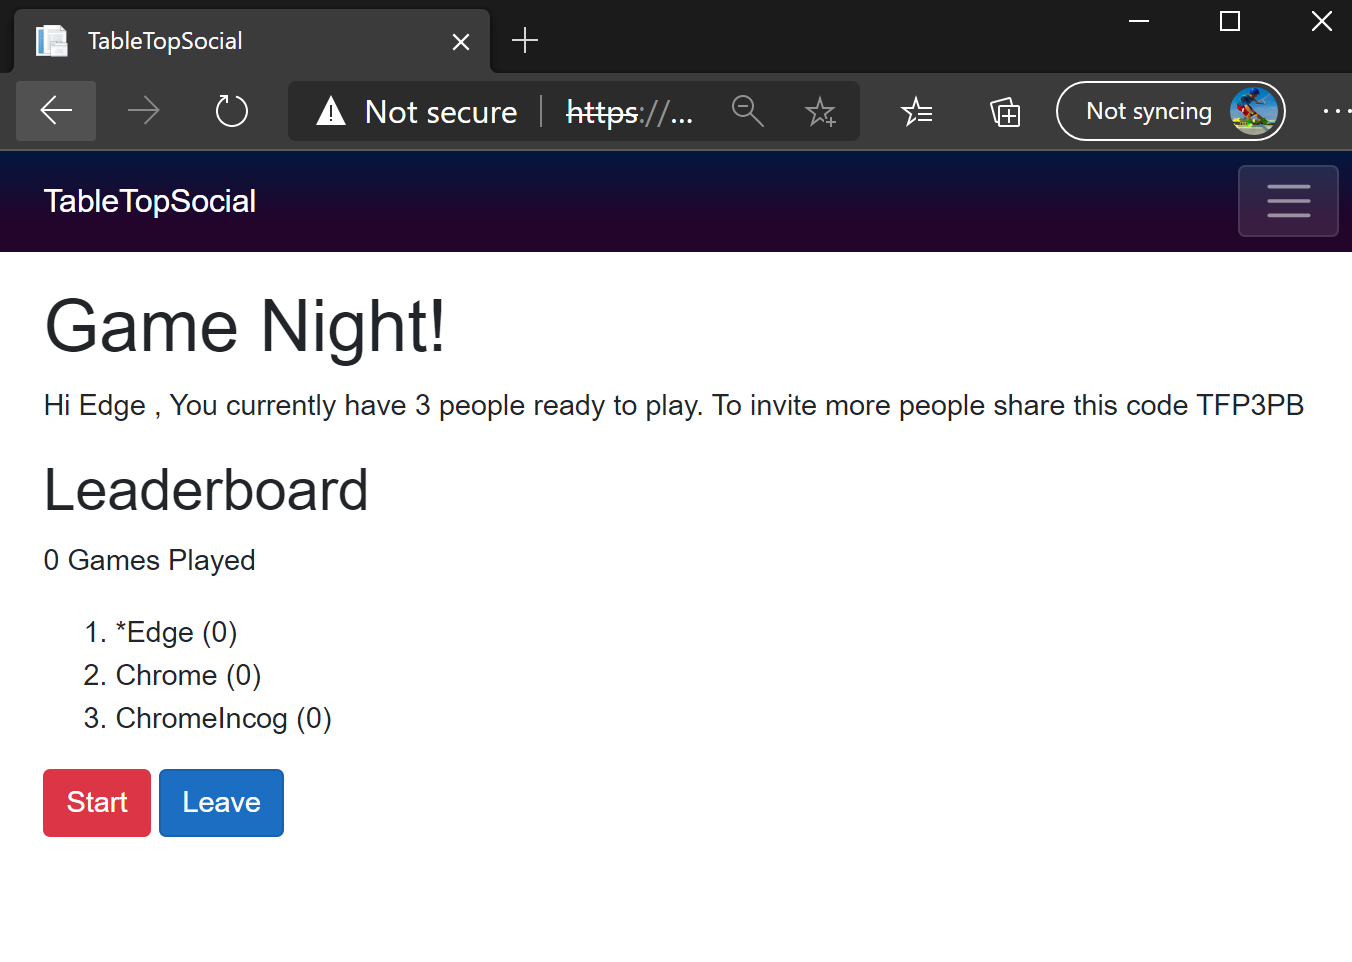 TableTopSocial
Not secure https://...
Not syncing
TableTopSocial
Game Night!
Hi Edge , You currently have 3 people ready to play. To invite more people share this code TFP3PB
Leaderboard
0 Games Played
1. *Edge (0)
2. Chrome (0)
3. ChromeIncog (0)
Start Leave